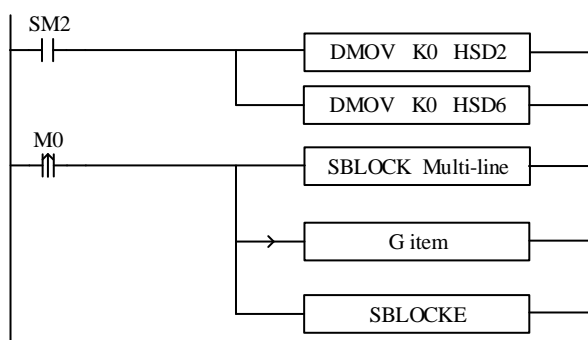 SM2
DMOV K0 HSD2
DMOV K0 HSD6
M0
SBLOCK Multi-line
G item
SBLOCKE